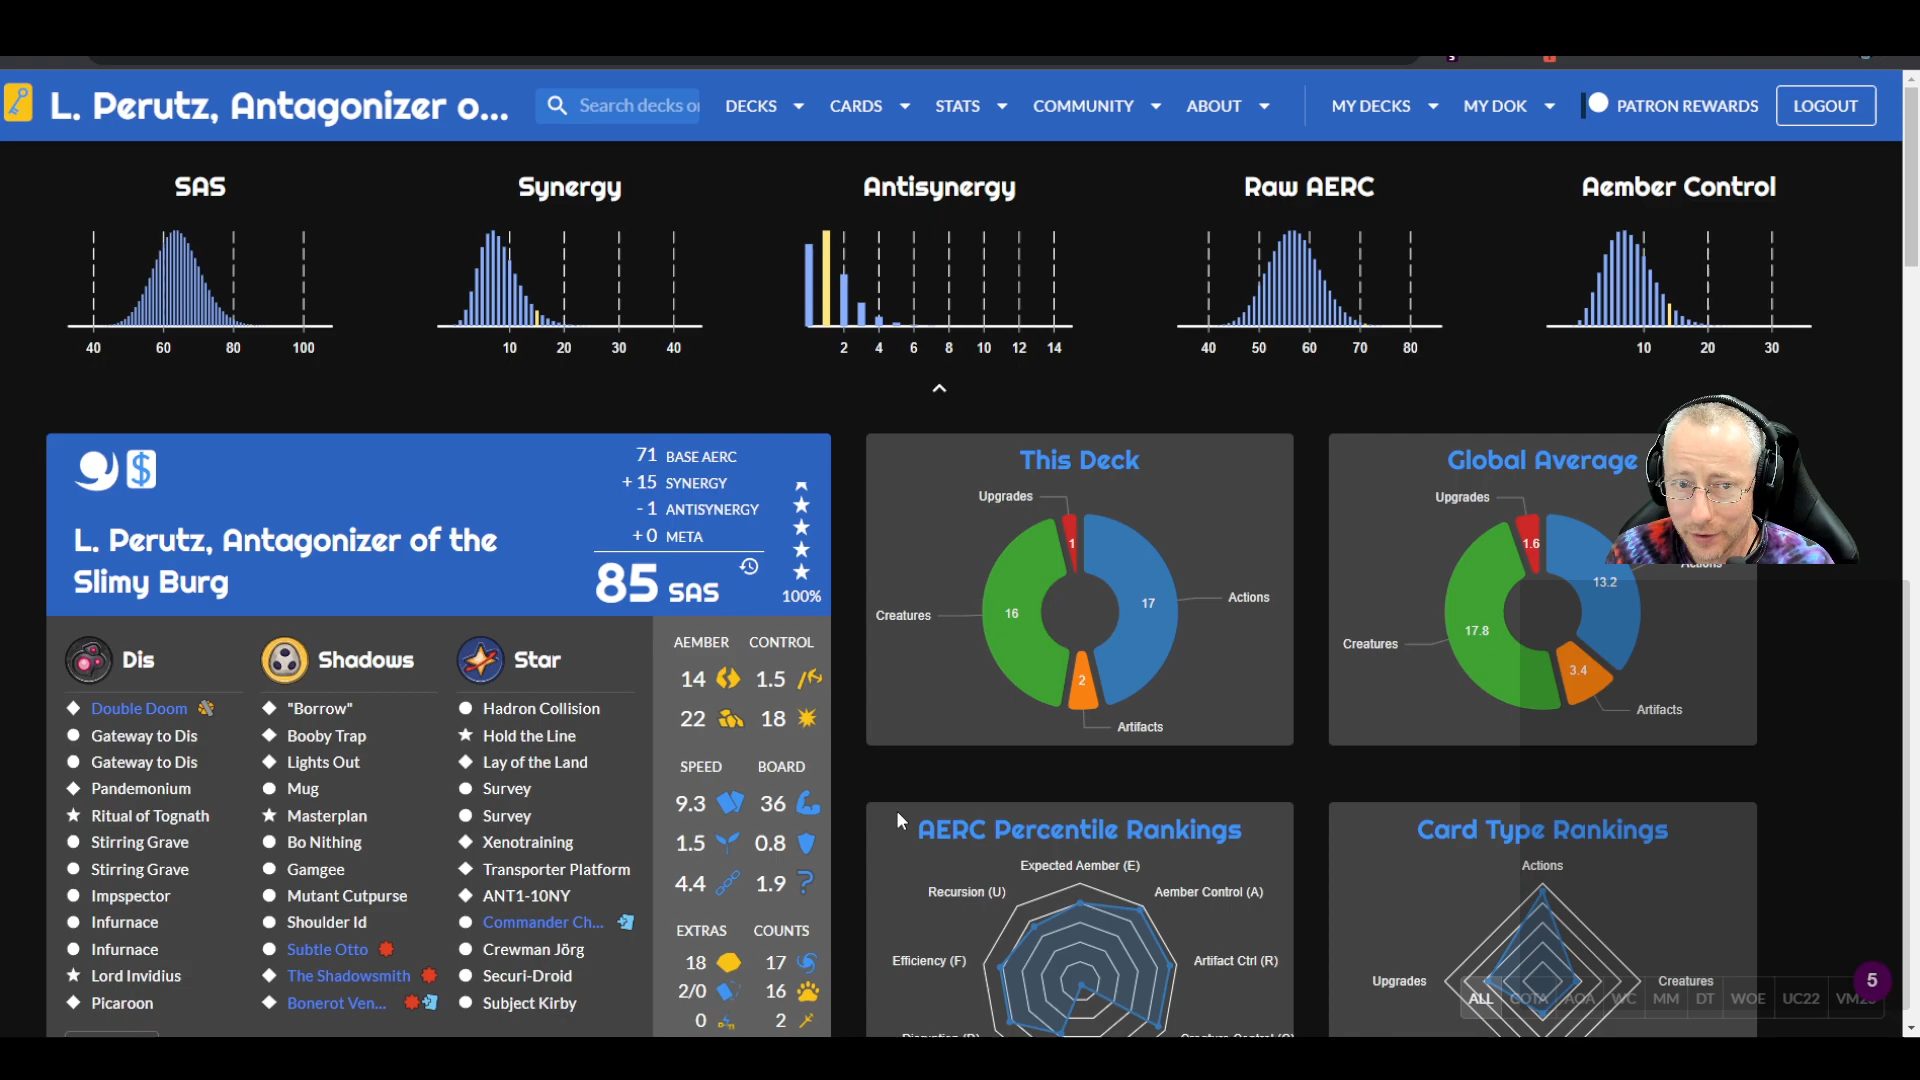 L. Perutz, Antagonizer o...
Search decks o
DECKS
CARDS
STATS
COMMUNITY
ABOUT
MY DECKS
MY DOK
PATRON REWARDS
LOGOUT
SAS
Synergy
Antisynergy
Raw AERC
Aember Control
40 60 80 100
10 20 30 40
2 4 6 8 10 12 14
40 50 60 70 80
10 20 30
$
71 BASE AERC
+ 15 SYNERGY
- 1 ANTISYNERGY
+ 0 META
85 SAS
100%
L. Perutz, Antagonizer of the
Slimy Burg
Dis
Double Doom
Gateway to Dis
Gateway to Dis
Pandemonium
Ritual of Tognath
Stirring Grave
Stirring Grave
Impspector
Infurnace
Infurnace
Lord Invidius
Picaroon
Shadows
"Borrow"
Booby Trap
Lights Out
Mug
Masterplan
Bo Nithing
Gamgee
Mutant Cutpurse
Shoulder Id
Subtle Otto
The Shadowsmith
Bonerot Ven...
Star
Hadron Collision
Hold the Line
Lay of the Land
Survey
Survey
Xenotraining
Transporter Platform
ANT1-10NY
Commander Ch...
Crewman Jörg
Securi-Droid
Subject Kirby
AEMBER CONTROL
14 1.5
22 18
SPEED BOARD
9.3 36
1.5 0.8
4.4 1.9 ?
EXTRAS COUNTS
18 17
2/0 16
0 2
This Deck
Upgrades
1
Creatures
16
17
Actions
2
Artifacts
Global Average
Upgrades
1.6
13.2
Actions
Creatures
17.8
3.4
Artifacts
AERC Percentile Rankings
Expected Aember (E)
Recursion (U)
Aember Control (A)
Efficiency (F)
Artifact Ctrl (R)
Card Type Rankings
Actions
Upgrades
Creatures
5
ALL COTA AOA WC MM DT WOE UC22 VM23